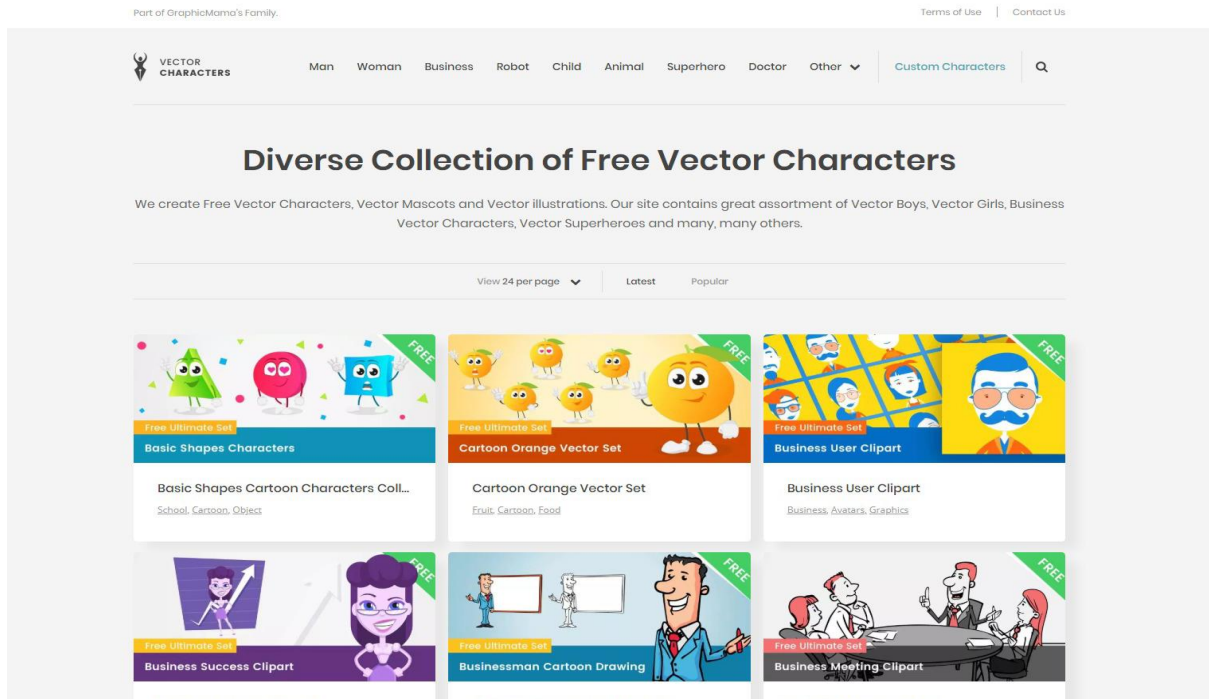 Part of GraphicMama's Family.
Terms of Use
Contact Us
VECTOR
CHARACTERS
Man
Woman
Business
Robot
Child
Animal
Superhero
Doctor
Other
Custom Characters
Diverse Collection of Free Vector Characters
We create Free Vector Characters, Vector Mascots and Vector illustrations. Our site contains great assortment of Vector Boys, Vector Girls, Business
Vector Characters, Vector Superheroes and many, many others.
View 24 per page
Latest
Popular
FREE
Free Ultimate Set
Basic Shapes Characters
Basic Shapes Cartoon Characters Coll...
School, Cartoon, Object
FREE
Free Ultimate Set
Cartoon Orange Vector Set
Cartoon Orange Vector Set
Fruit, Cartoon, Food
FREE
Free Ultimate Set
Business User Clipart
Business User Clipart
Business, Avatars, Graphics
FREE
Free Ultimate Set
Business Success Clipart
FREE
Free Ultimate Set
Businessman Cartoon Drawing
FREE
Free Ultimate Set
Business Meeting Clipart